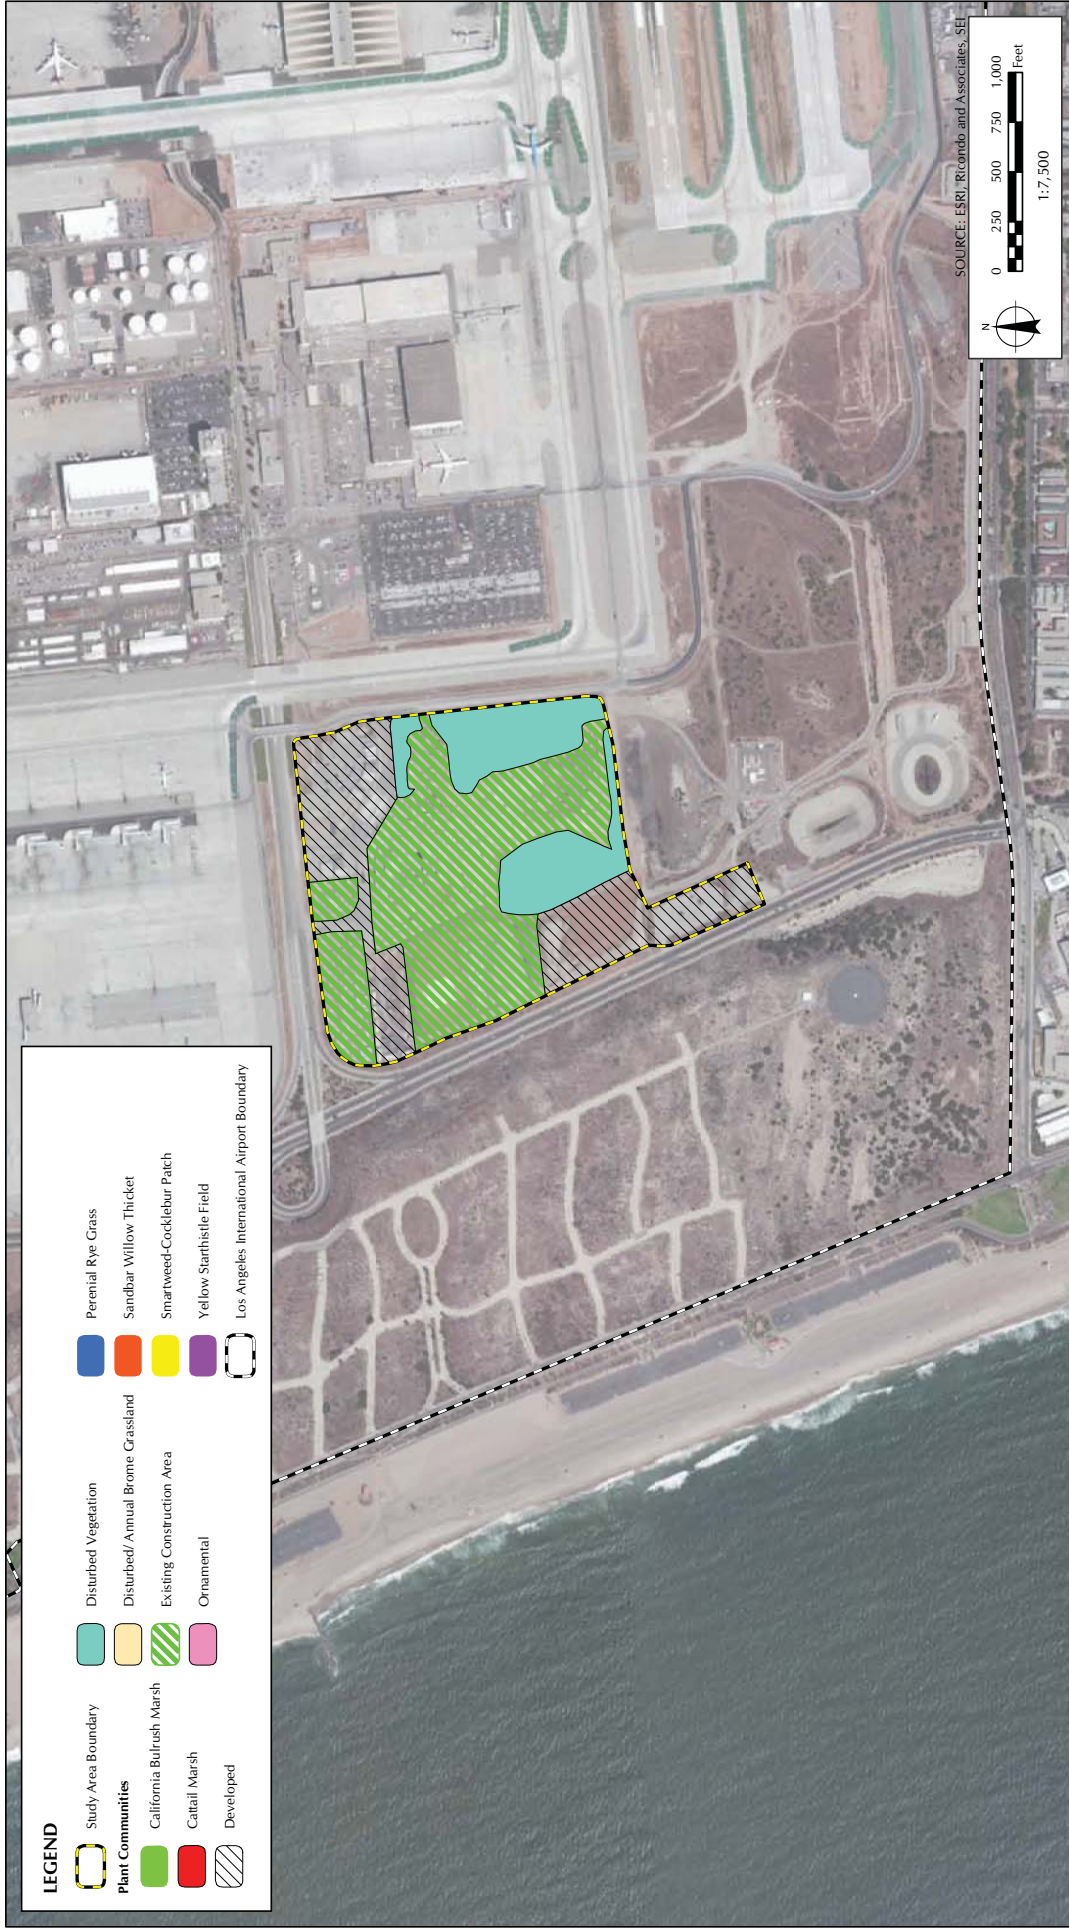 LEGEND
Study Area Boundary
Plant Communities
California Bulrush Marsh
Cattail Marsh
Developed
Disturbed Vegetation
Disturbed/ Annual Brome Grassland
Existing Construction Area
Ornamental
Perenial Rye Grass
Sandbar Willow Thicket
Smartweed-Cocklebur Patch
Yellow Starthistle Field
Los Angeles International Airport Boundary
SOURCE: ESRI, Ricondo and Associates, SEI
N
0 250 500 750 1,000
Feet
1:7,500